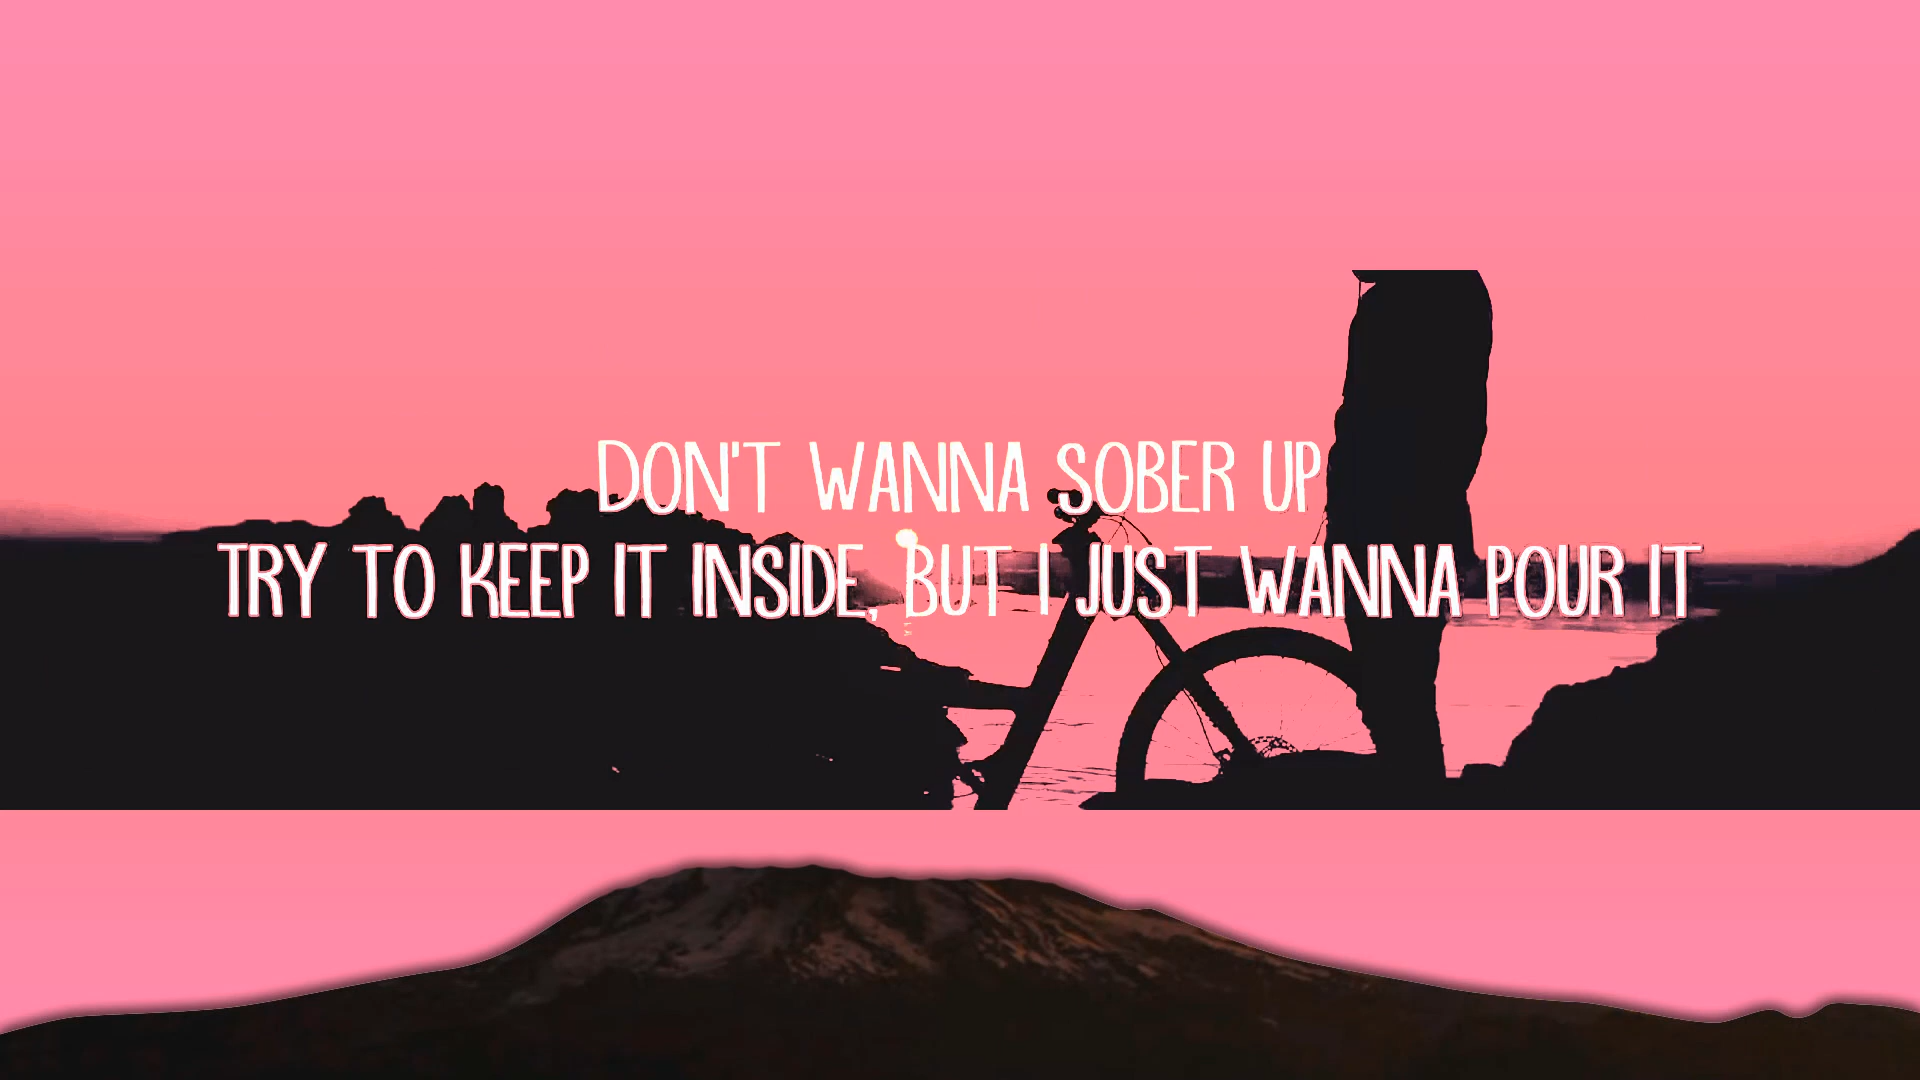 DON'T WANNA SOBER UP
TRY TO KEEP IT INSIDE, BUT I JUST WANNA POUR IT